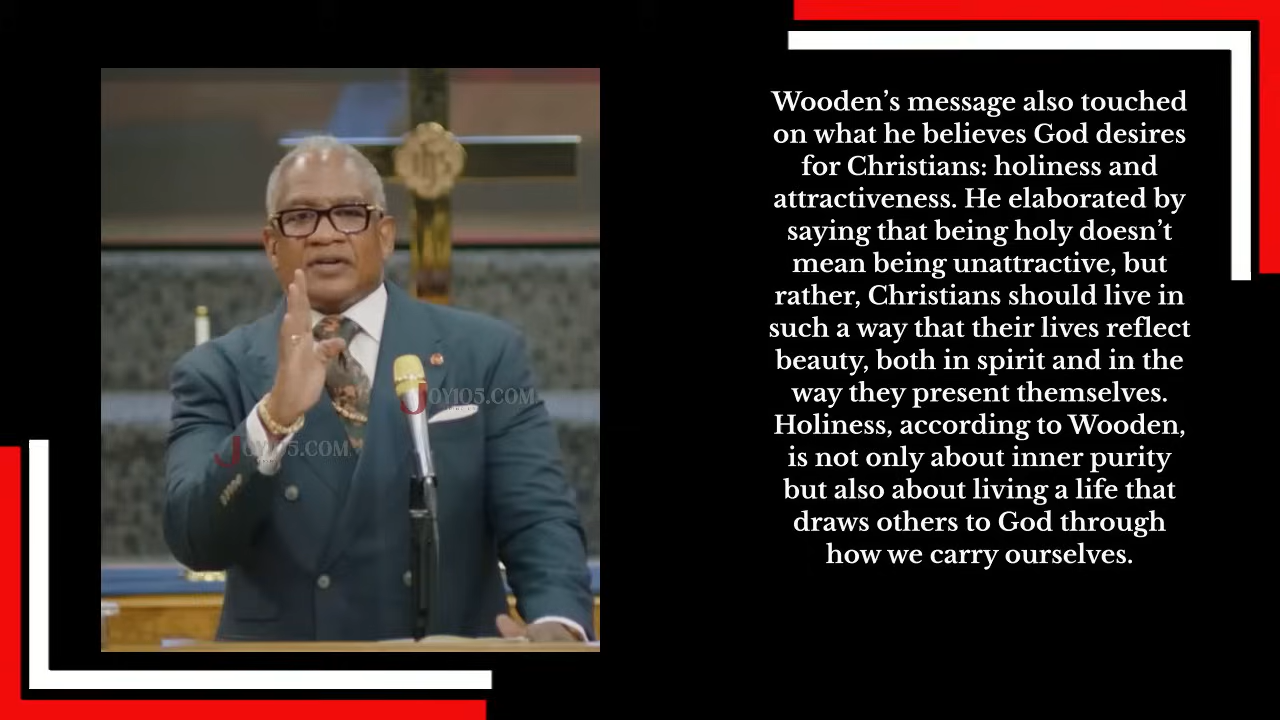 Wooden’s message also touched
on what he believes God desires
for Christians: holiness and
attractiveness. He elaborated by
saying that being holy doesn’t
mean being unattractive, but
rather, Christians should live in
such a way that their lives reflect
beauty, both in spirit and in the
way they present themselves.
Holiness, according to Wooden,
is not only about inner purity
but also about living a life that
draws others to God through
how we carry ourselves.
JOY105.COM
JOY105.COM